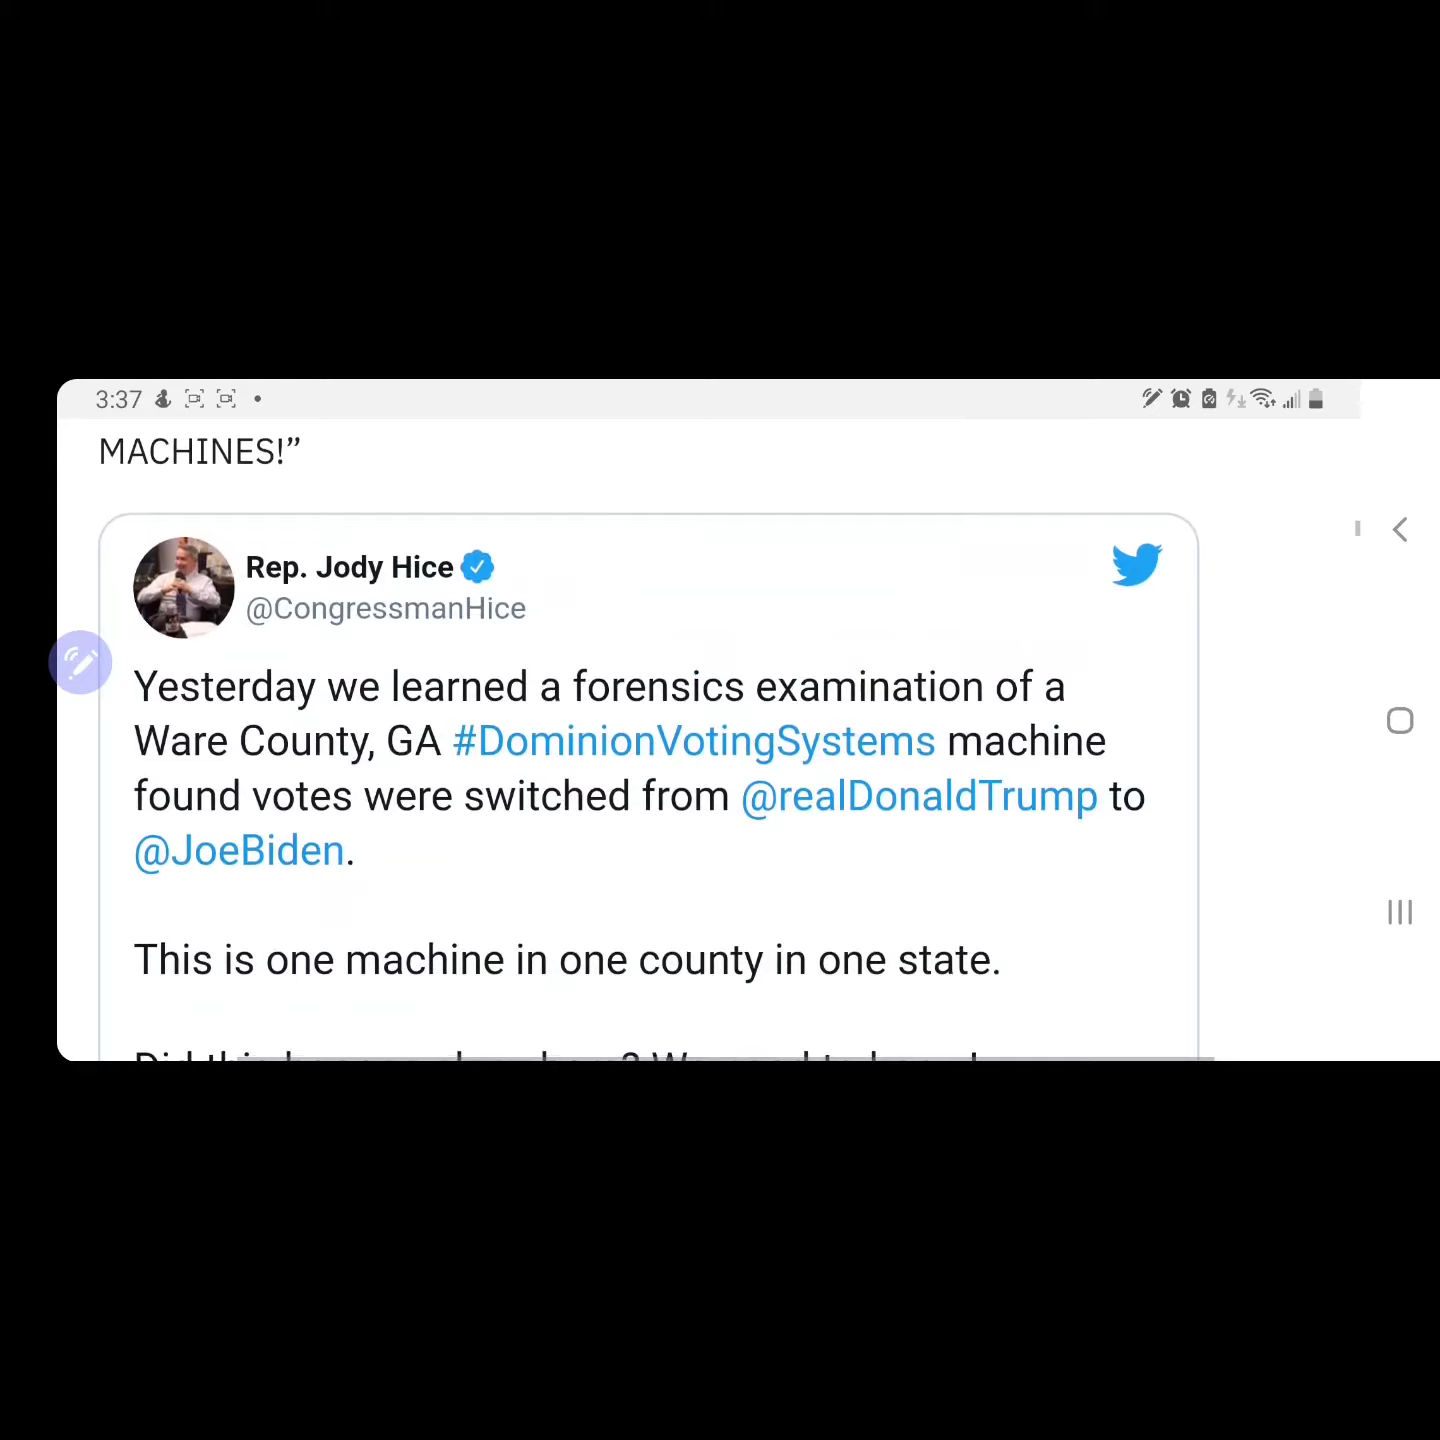 3:37
MACHINES!”
Rep. Jody Hice
@CongressmanHice
Yesterday we learned a forensics examination of a
Ware County, GA #DominionVotingSystems machine
found votes were switched from @realDonaldTrump to
@JoeBiden.
This is one machine in one county in one state.